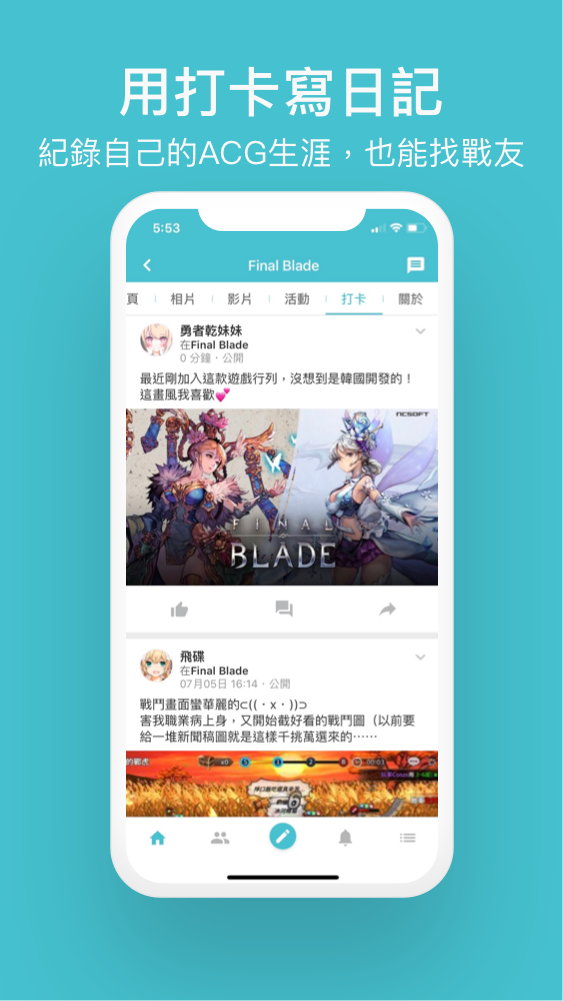 用打卡寫日記
紀錄自己的ACG生涯，也能找戰友
5:53
Final Blade
頁 相片 影片 活動 打卡 關於
勇者乾妹妹
在Final Blade
0 分鐘・公開
最近剛加入這款遊戲行列，沒想到是韓國開發的！
這畫風我喜歡💕
NCSOFT
FINAL
BLADE
飛碟
在Final Blade
07月05日 16:14・公開
戰鬥畫面蠻華麗的⊂((・x・))⊃
害我職業病上身，又開始截好看的戰鬥圖（以前要
給一堆新聞稿圖就是這樣千挑萬選來的⋯⋯
x0
00:03